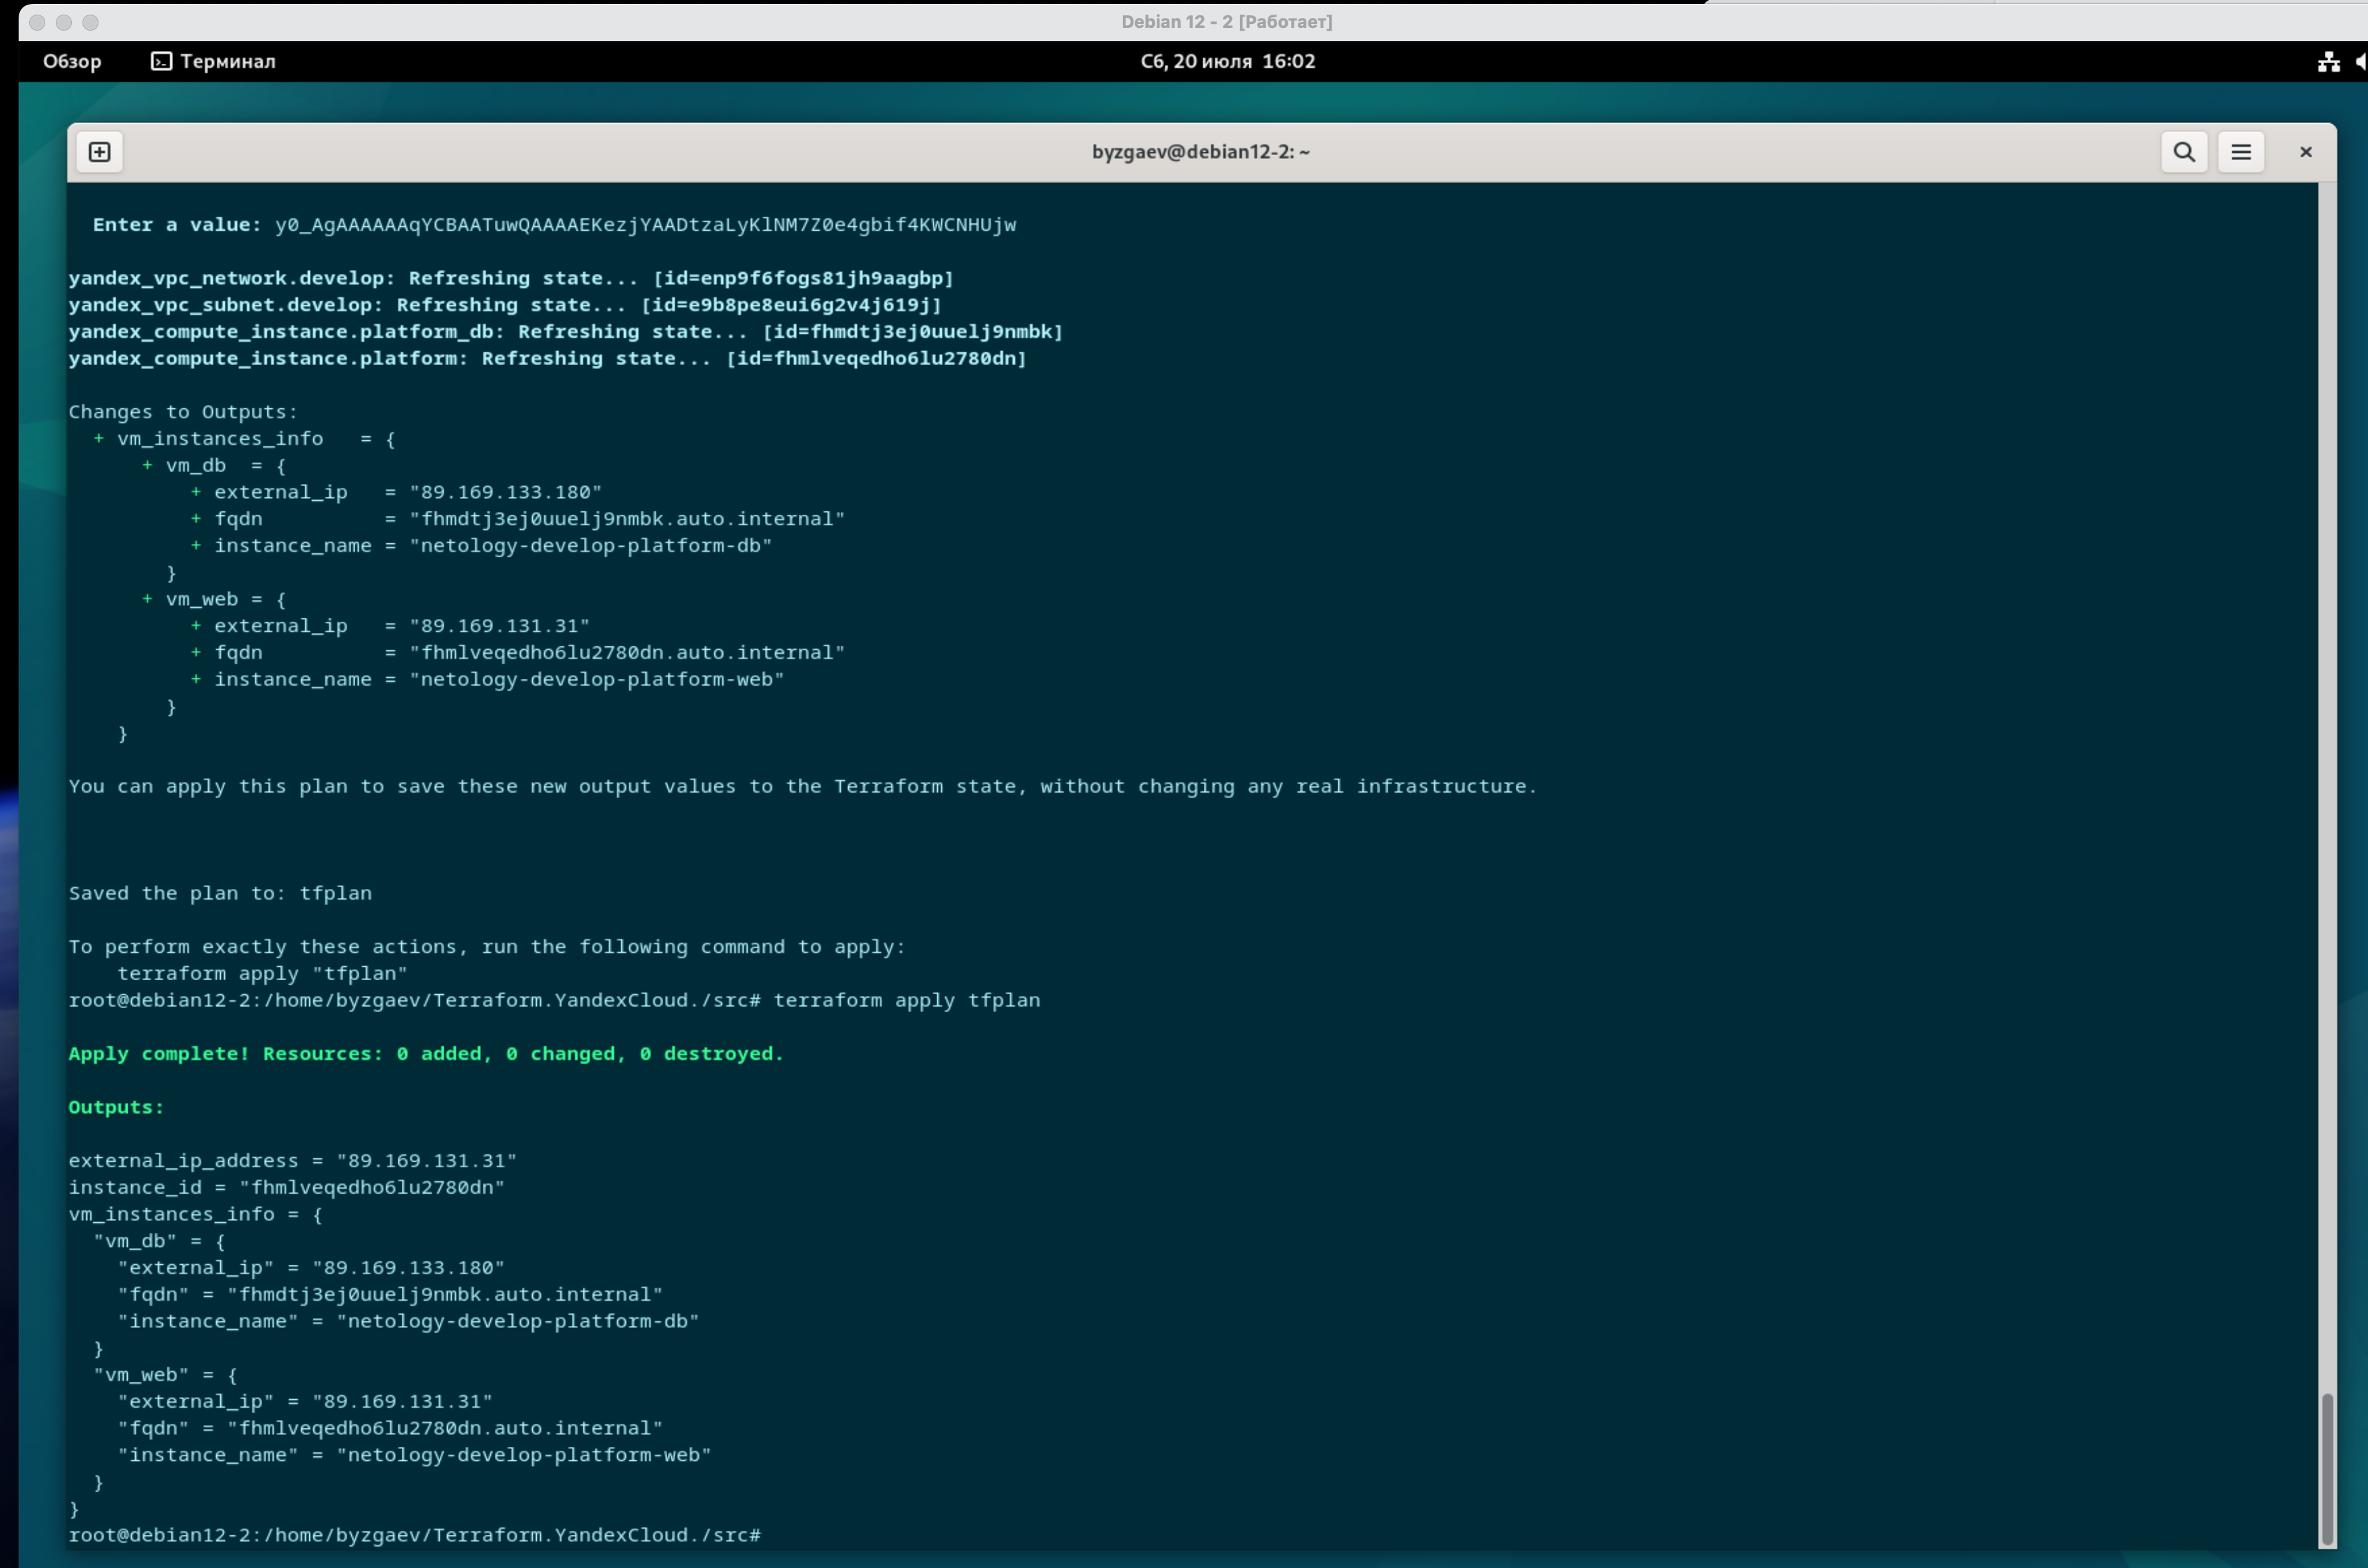 Debian 12 - 2 [Работает]
Обзор Терминал Сб, 20 июля 16:02
byzgaev@debian12-2: ~
Enter a value: y0_AgAAAAAAqYCBAATuwQAAAAEKezjYAADtzaLyKlNM7Z0e4gbif4KWCNHUjw
yandex_vpc_network.develop: Refreshing state... [id=enp9f6fogs81jh9aagbp]
yandex_vpc_subnet.develop: Refreshing state... [id=e9b8pe8eui6g2v4j619j]
yandex_compute_instance.platform_db: Refreshing state... [id=fhmdtj3ej0uuelj9nmbk]
yandex_compute_instance.platform: Refreshing state... [id=fhmlveqedho6lu2780dn]
Changes to Outputs:
+ vm_instances_info = {
+ vm_db = {
+ external_ip = "89.169.133.180"
+ fqdn = "fhmdtj3ej0uuelj9nmbk.auto.internal"
+ instance_name = "netology-develop-platform-db"
}
+ vm_web = {
+ external_ip = "89.169.131.31"
+ fqdn = "fhmlveqedho6lu2780dn.auto.internal"
+ instance_name = "netology-develop-platform-web"
}
}
You can apply this plan to save these new output values to the Terraform state, without changing any real infrastructure.
Saved the plan to: tfplan
To perform exactly these actions, run the following command to apply:
terraform apply "tfplan"
root@debian12-2:/home/byzgaev/Terraform.YandexCloud./src# terraform apply tfplan
Apply complete! Resources: 0 added, 0 changed, 0 destroyed.
Outputs:
external_ip_address = "89.169.131.31"
instance_id = "fhmlveqedho6lu2780dn"
vm_instances_info = {
"vm_db" = {
"external_ip" = "89.169.133.180"
"fqdn" = "fhmdtj3ej0uuelj9nmbk.auto.internal"
"instance_name" = "netology-develop-platform-db"
}
"vm_web" = {
"external_ip" = "89.169.131.31"
"fqdn" = "fhmlveqedho6lu2780dn.auto.internal"
"instance_name" = "netology-develop-platform-web"
}
}
root@debian12-2:/home/byzgaev/Terraform.YandexCloud./src#